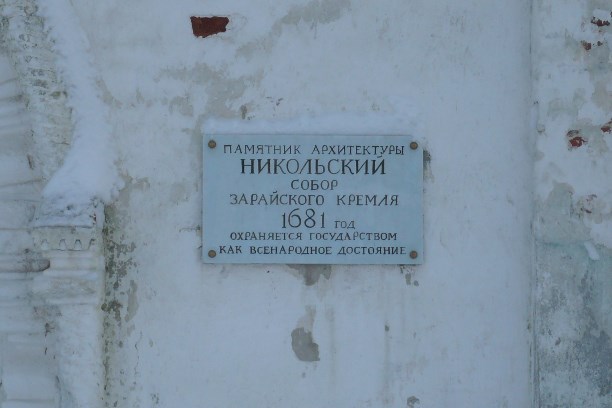 ПАМЯТНИК АРХИТЕКТУРЫ
НИКОЛЬСКИЙ
СОБОР
ЗАРАЙСКОГО КРЕМЛЯ
1681 ГОД
ОХРАНЯЕТСЯ ГОСУДАРСТВОМ
КАК ВСЕНАРОДНОЕ ДОСТОЯНИЕ